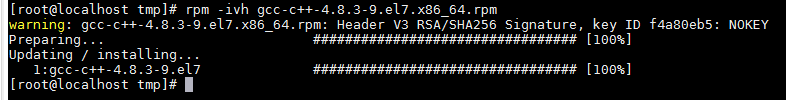 [root@localhost tmp]# rpm -ivh gcc-c++-4.8.3-9.el7.x86_64.rpm
warning: gcc-c++-4.8.3-9.el7.x86_64.rpm: Header V3 RSA/SHA256 Signature, key ID f4a80eb5: NOKEY
Preparing... ################################# [100%]
Updating / installing...
1:gcc-c++-4.8.3-9.el7 ################################# [100%]
[root@localhost tmp]#